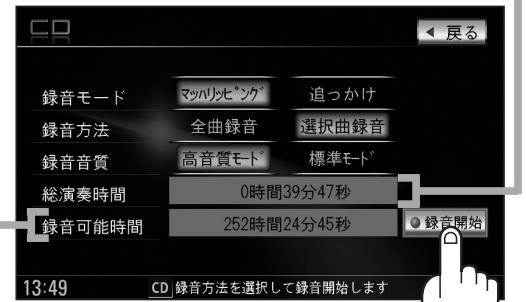 CD
◀ 戻る
録音モード マッハリッピング 追っかけ
録音方法 全曲録音 選択曲録音
録音音質 高音質モード 標準モード
総演奏時間 0時間39分47秒
録音可能時間 252時間24分45秒 ●録音開始
13:49 CD 録音方法を選択して録音開始します